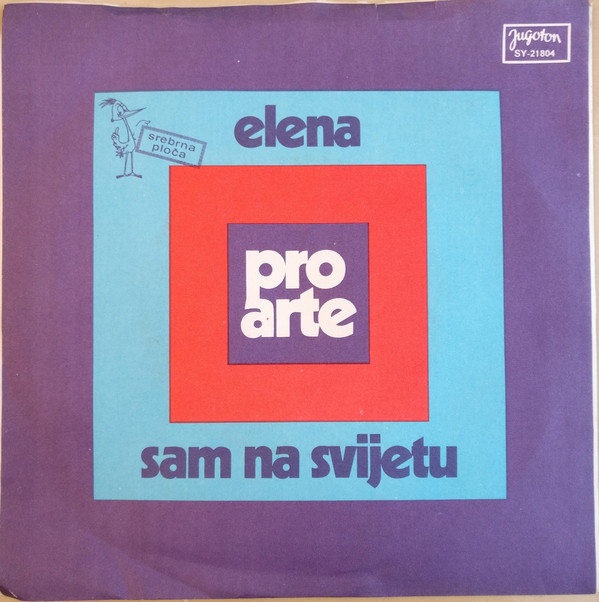 Jugoton
SY-21804
elena
srebrna
ploča
pro
arte
sam na svijetu